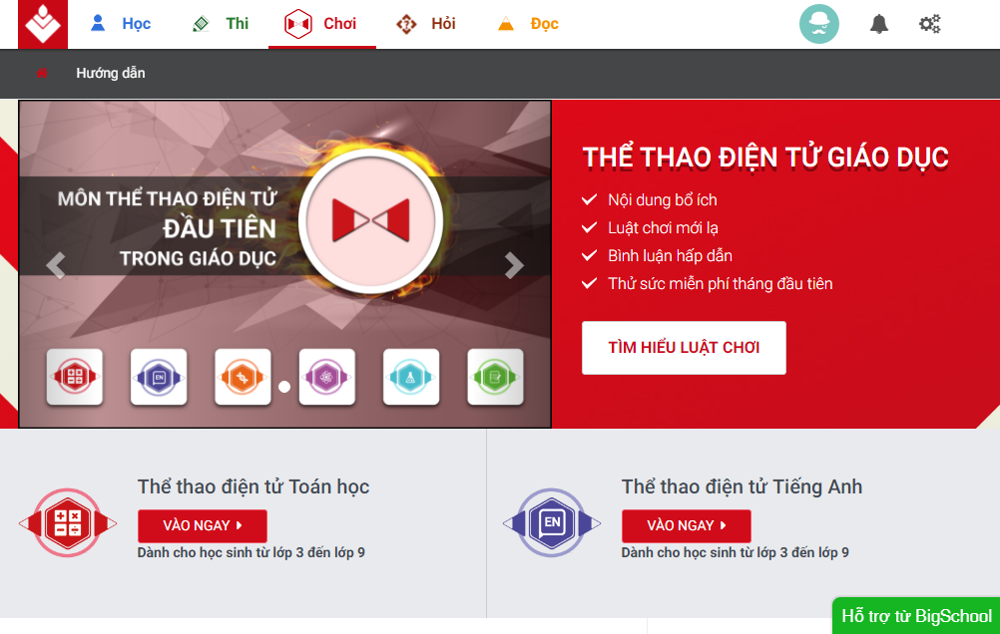 Học
Thi
Chơi
Hỏi
Đọc
Hướng dẫn
MÔN THỂ THAO ĐIỆN TỬ
ĐẦU TIÊN
TRONG GIÁO DỤC
EN
THỂ THAO ĐIỆN TỬ GIÁO DỤC
Nội dung bổ ích
Luật chơi mới lạ
Bình luận hấp dẫn
Thử sức miễn phí tháng đầu tiên
TÌM HIỂU LUẬT CHƠI
Thể thao điện tử Toán học
VÀO NGAY
Dành cho học sinh từ lớp 3 đến lớp 9
EN
Thể thao điện tử Tiếng Anh
VÀO NGAY
Dành cho học sinh từ lớp 3 đến lớp 9
Hỗ trợ từ BigSchool